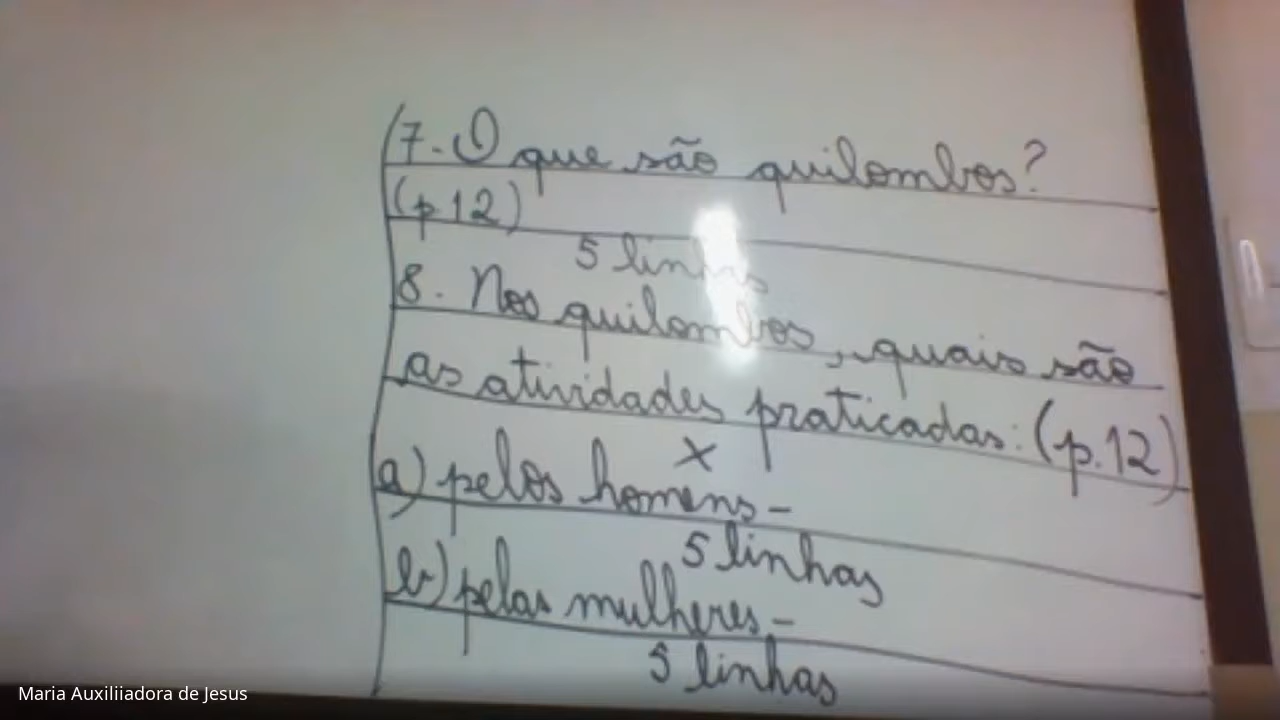 7. O que são quilombos?
(p 12)
5 linhas
8. Nos quilombos, quais são
as atividades praticadas: (p. 12)
x
a) pelos homens -
5 linhas
b) pelas mulheres -
5 linhas
Maria Auxiliiadora de Jesus